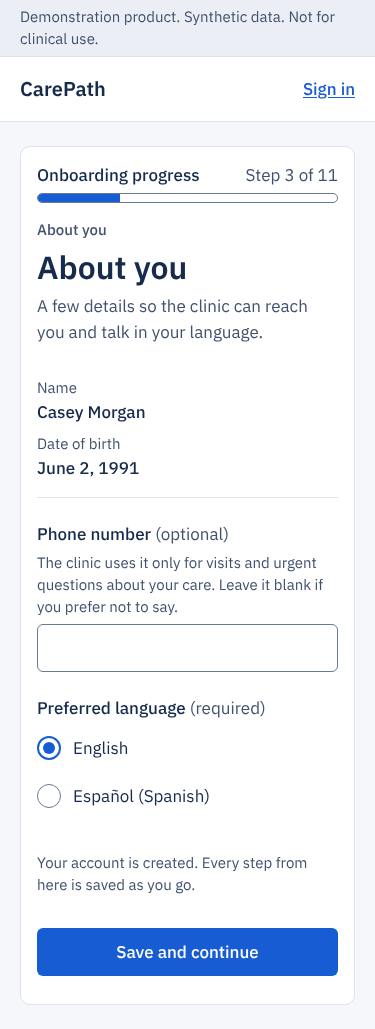 Demonstration product. Synthetic data. Not for
clinical use.
CarePath
Sign in
Onboarding progress
Step 3 of 11
About you
About you
A few details so the clinic can reach
you and talk in your language.
Name
Casey Morgan
Date of birth
June 2, 1991
Phone number (optional)
The clinic uses it only for visits and urgent
questions about your care. Leave it blank if
you prefer not to say.
Preferred language (required)
English
Español (Spanish)
Your account is created. Every step from
here is saved as you go.
Save and continue